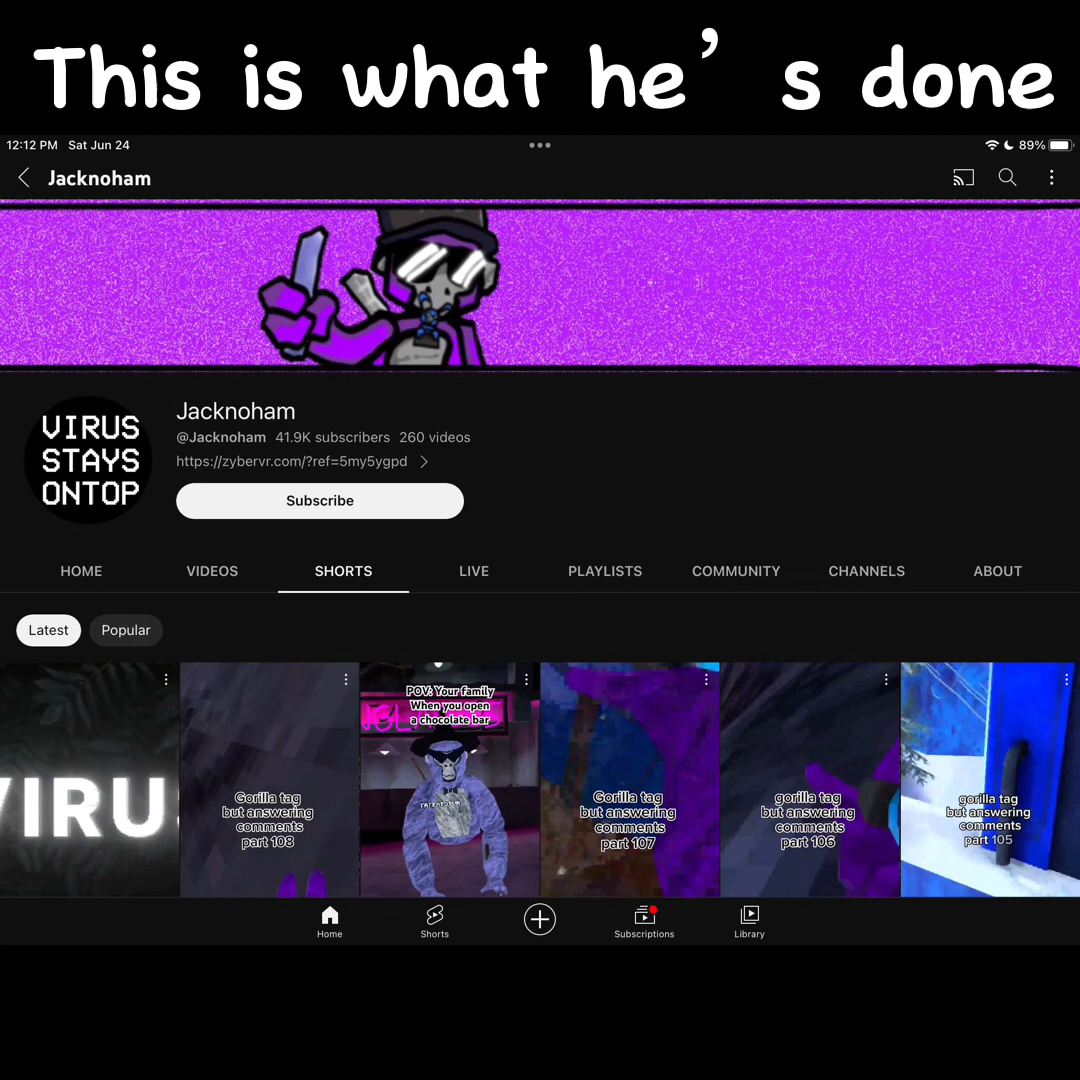 This is what he’s done
12:12 PM Sat Jun 24
89%
Jacknoham
Jacknoham
@Jacknoham 41.9K subscribers 260 videos
https://zybervr.com/?ref=5my5ygpd
Subscribe
VIRUS
STAYS
ONTOP
HOME VIDEOS SHORTS LIVE PLAYLISTS COMMUNITY CHANNELS ABOUT
Latest Popular
VIRU
Gorilla tag
but answering
comments
part 108
POV: Your family
When you open
a chocolate bar
Gorilla tag
but answering
comments
part 107
gorilla tag
but answering
comments
part 106
gorilla tag
but answering
comments
part 105
Home Shorts Subscriptions Library